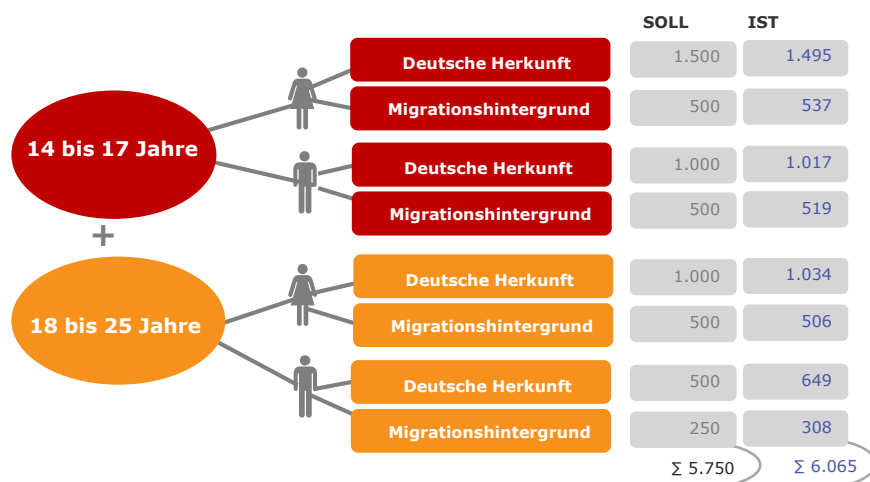 SOLL IST
Deutsche Herkunft 1.500 1.495
Migrationshintergrund 500 537
14 bis 17 Jahre
Deutsche Herkunft 1.000 1.017
Migrationshintergrund 500 519
+
Deutsche Herkunft 1.000 1.034
18 bis 25 Jahre
Migrationshintergrund 500 506
Deutsche Herkunft 500 649
Migrationshintergrund 250 308
Σ 5.750 Σ 6.065